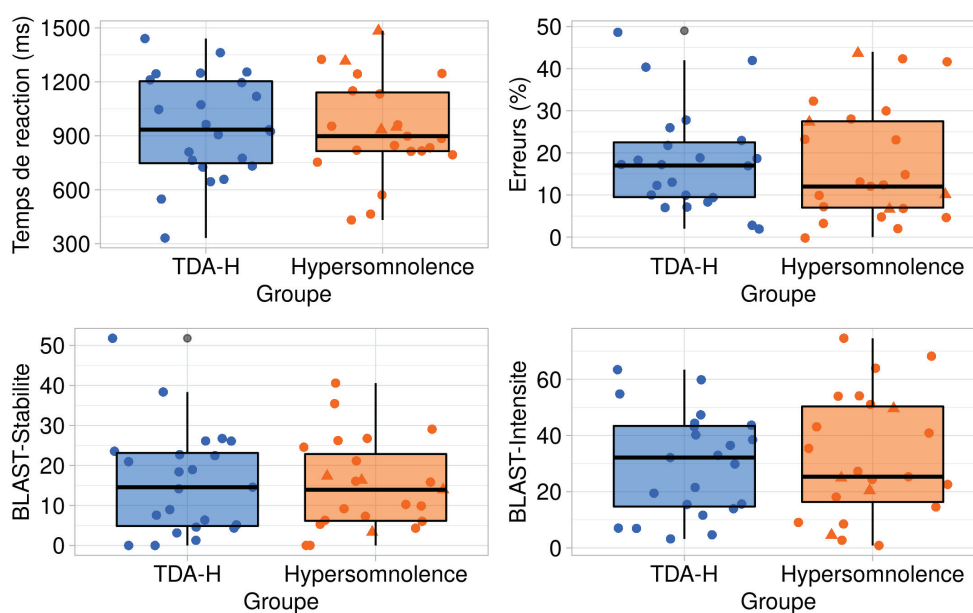 Temps de reaction (ms)
1500
1200
900
600
300
TDA-H Hypersomnolence
Groupe
Erreurs (%)
50
40
30
20
10
0
TDA-H Hypersomnolence
Groupe
BLAST-Stabilite
50
40
30
20
10
0
TDA-H Hypersomnolence
Groupe
BLAST-Intensite
60
40
20
0
TDA-H Hypersomnolence
Groupe